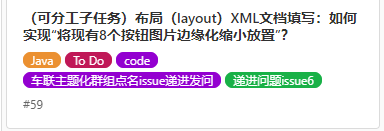 （可分工子任务）布局（layout）XML文档填写：如何
实现“将现有8个按钮图片边缘化缩小放置”？
Java To Do code
车联主题化群组点名issue递进发问 递进问题issue6
#59